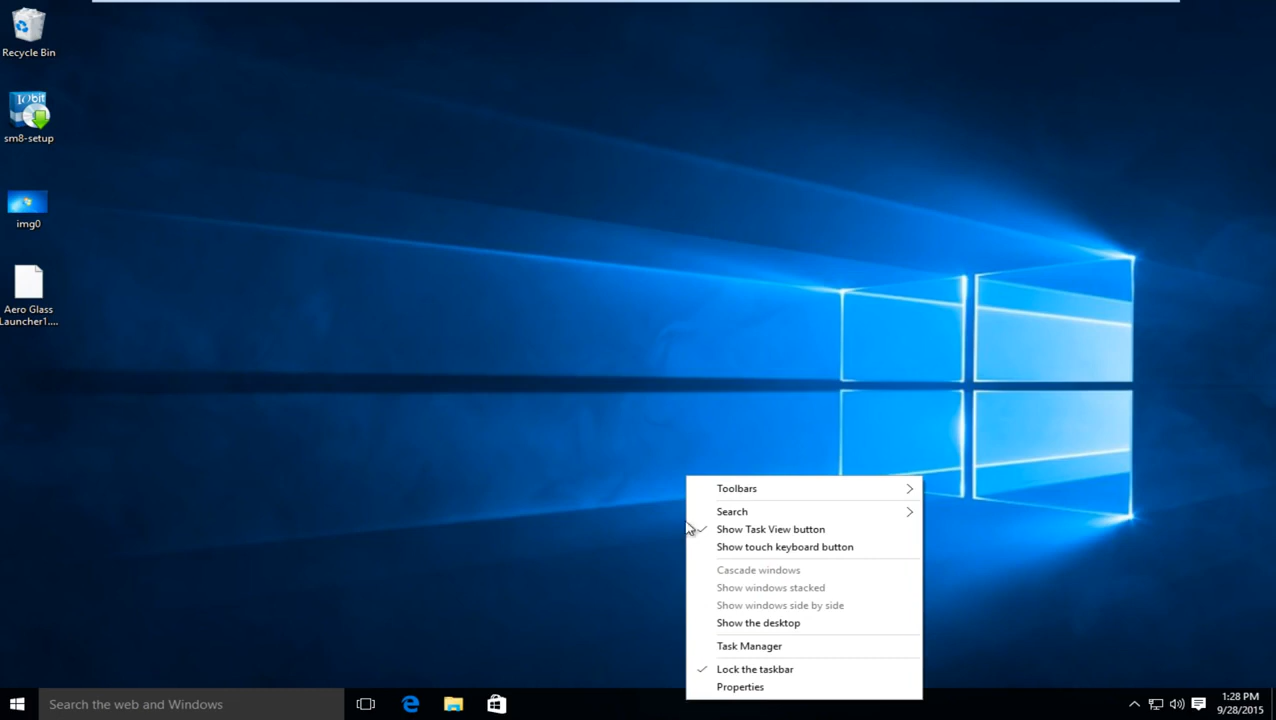 Recycle Bin
IObit
sm8-setup
img0
Aero Glass
Launcher1....
Toolbars
Search
Show Task View button
Show touch keyboard button
Cascade windows
Show windows stacked
Show windows side by side
Show the desktop
Task Manager
Lock the taskbar
Properties
Search the web and Windows
1:28 PM
9/28/2015